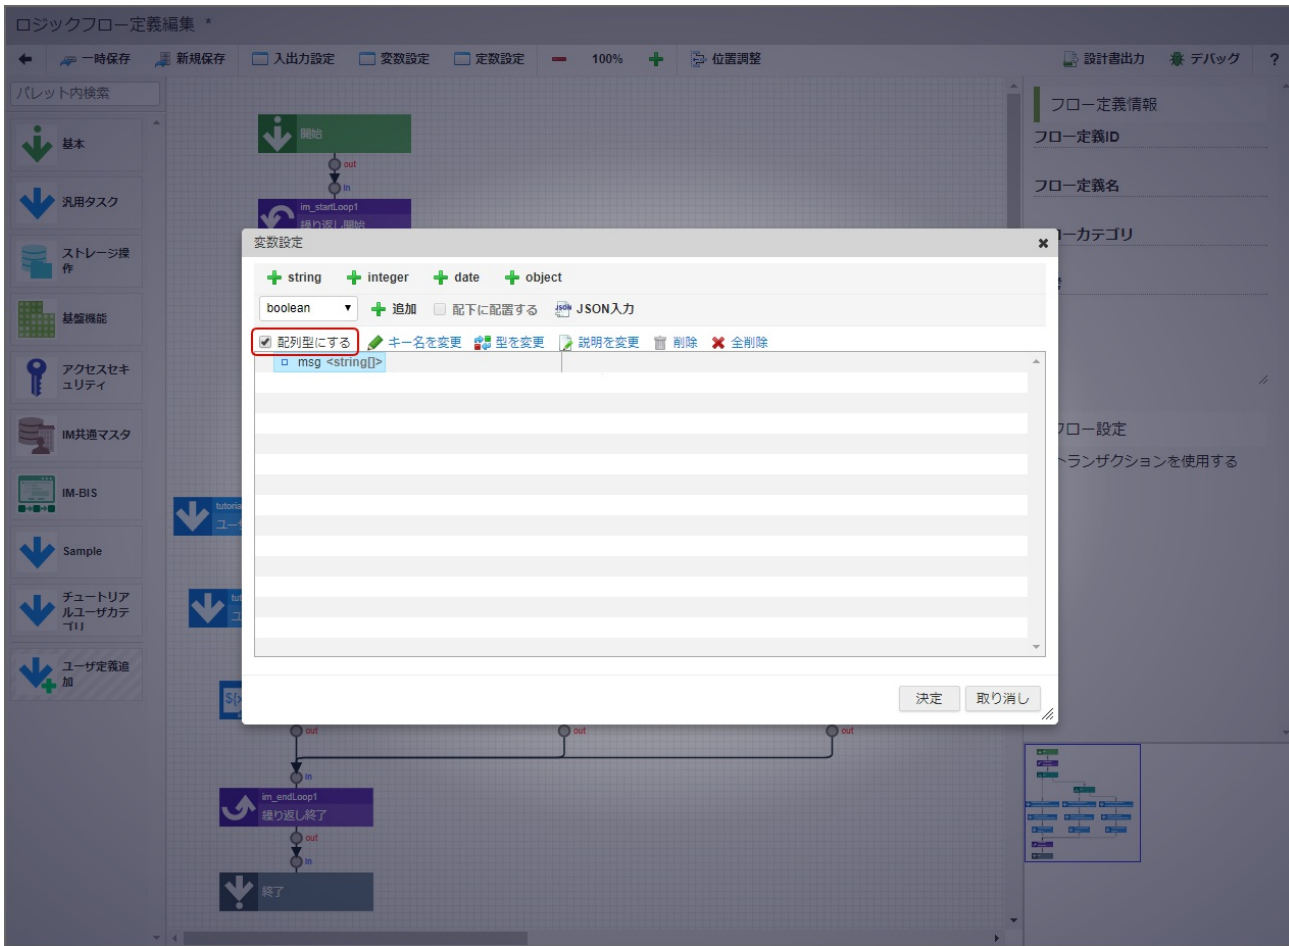 ロジックフロー定義編集 *
一時保存 新規保存 入出力設定 変数設定 定数設定 100% 位置調整 設計書出力 デバッグ ?
パレット内検索
基本
汎用タスク
ストレージ操
作
基盤機能
アクセスセキ
ュリティ
IM共通マスタ
IM-BIS
Sample
チュートリア
ルユーザカテ
ゴリ
ユーザ定義追
加
開始
out
in
im_startLoop1
繰り返し開始
変数設定
string integer date object
boolean 追加 配下に配置する JSON入力
配列型にする キー名を変更 型を変更 説明を変更 削除 全削除
msg <string[]>
決定 取り消し
tutoria
ユー
tut
ユ
${x
out out out
in
im_endLoop1
繰り返し終了
out
in
終了
フロー定義情報
フロー定義ID
フロー定義名
ーカテゴリ
フロー設定
トランザクションを使用する